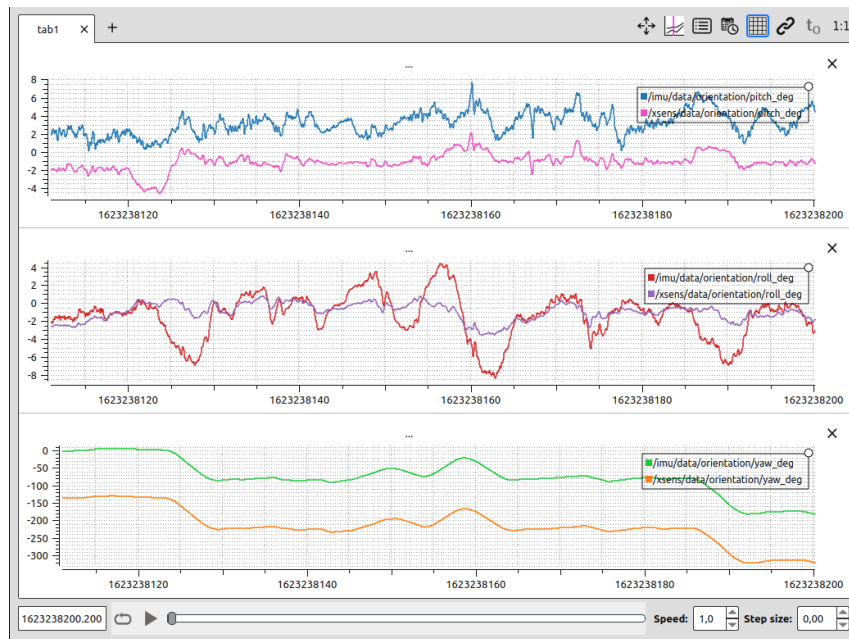 tab1
+
t0 1:1
...
8
6
4
2
0
-2
-4
/imu/data/orientation/pitch_deg
/xsens/data/orientation/pitch_deg
1623238120 1623238140 1623238160 1623238180 1623238200
...
4
2
0
-2
-4
-6
-8
/imu/data/orientation/roll_deg
/xsens/data/orientation/roll_deg
1623238120 1623238140 1623238160 1623238180 1623238200
...
0
-50
-100
-150
-200
-250
-300
/imu/data/orientation/yaw_deg
/xsens/data/orientation/yaw_deg
1623238120 1623238140 1623238160 1623238180 1623238200
1623238200.200 Speed: 1,0 Step size: 0,00